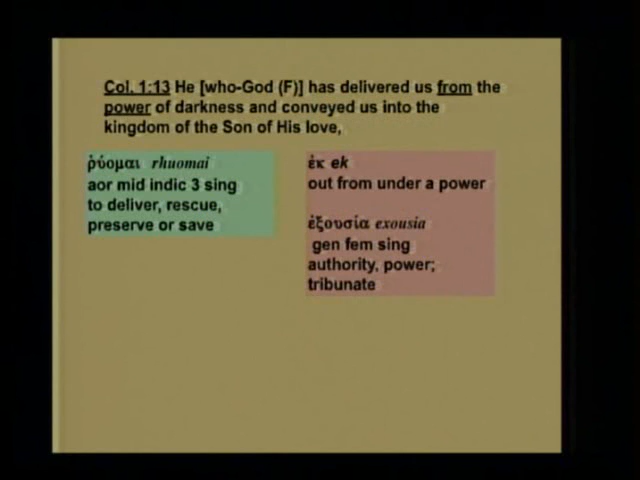 Col. 1:13 He [who-God (F)] has delivered us from the
power of darkness and conveyed us into the
kingdom of the Son of His love,
ῥύομαι rhuomai
aor mid indic 3 sing
to deliver, rescue,
preserve or save
ἐκ ek
out from under a power
ἐξουσία exousia
gen fem sing
authority, power;
tribunate